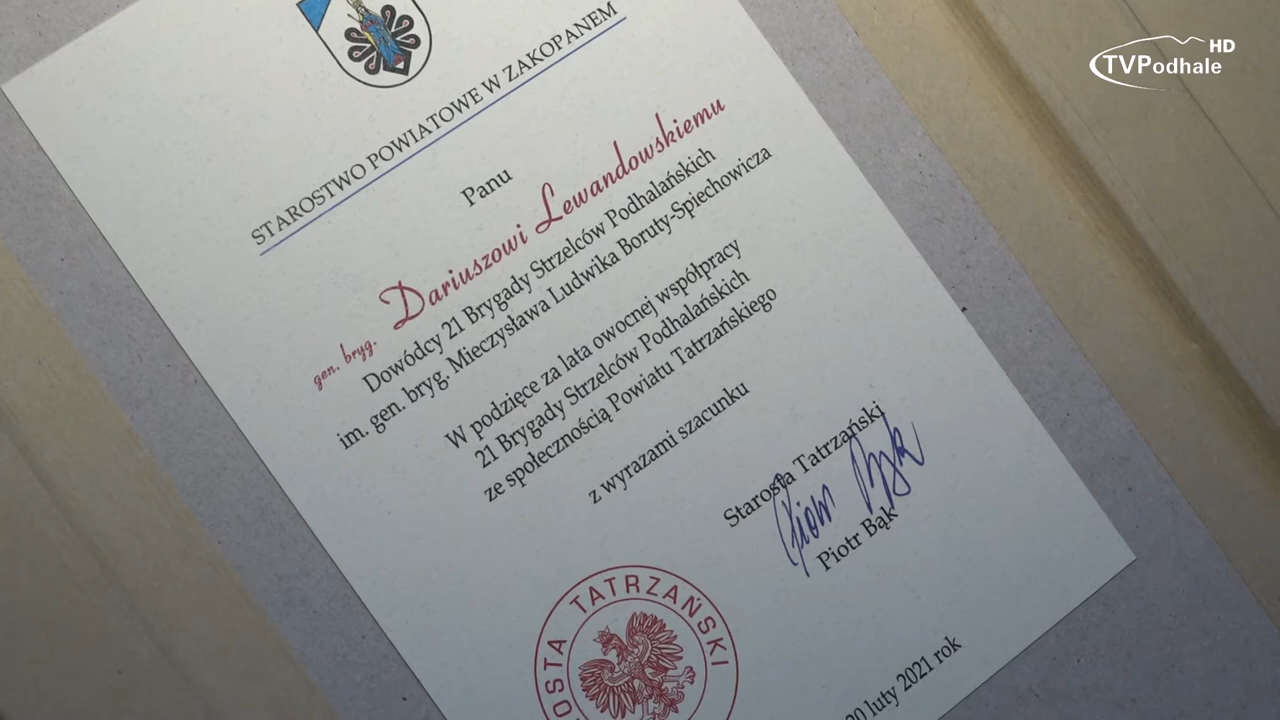 TVPodhale HD
STAROSTWO POWIATOWE W ZAKOPANEM
Panu
gen. bryg. Dariuszowi Lewandowskiemu
Dowódcy 21 Brygady Strzelców Podhalańskich
im. gen. bryg. Mieczysława Ludwika Boruty-Spiechowicza
W podzięce za lata owocnej współpracy
21 Brygady Strzelców Podhalańskich
ze społecznością Powiatu Tatrzańskiego
z wyrazami szacunku
Starosta Tatrzański
Piotr Bąk
Piotr Bąk
TATRZAŃSKI
luty 2021 rok